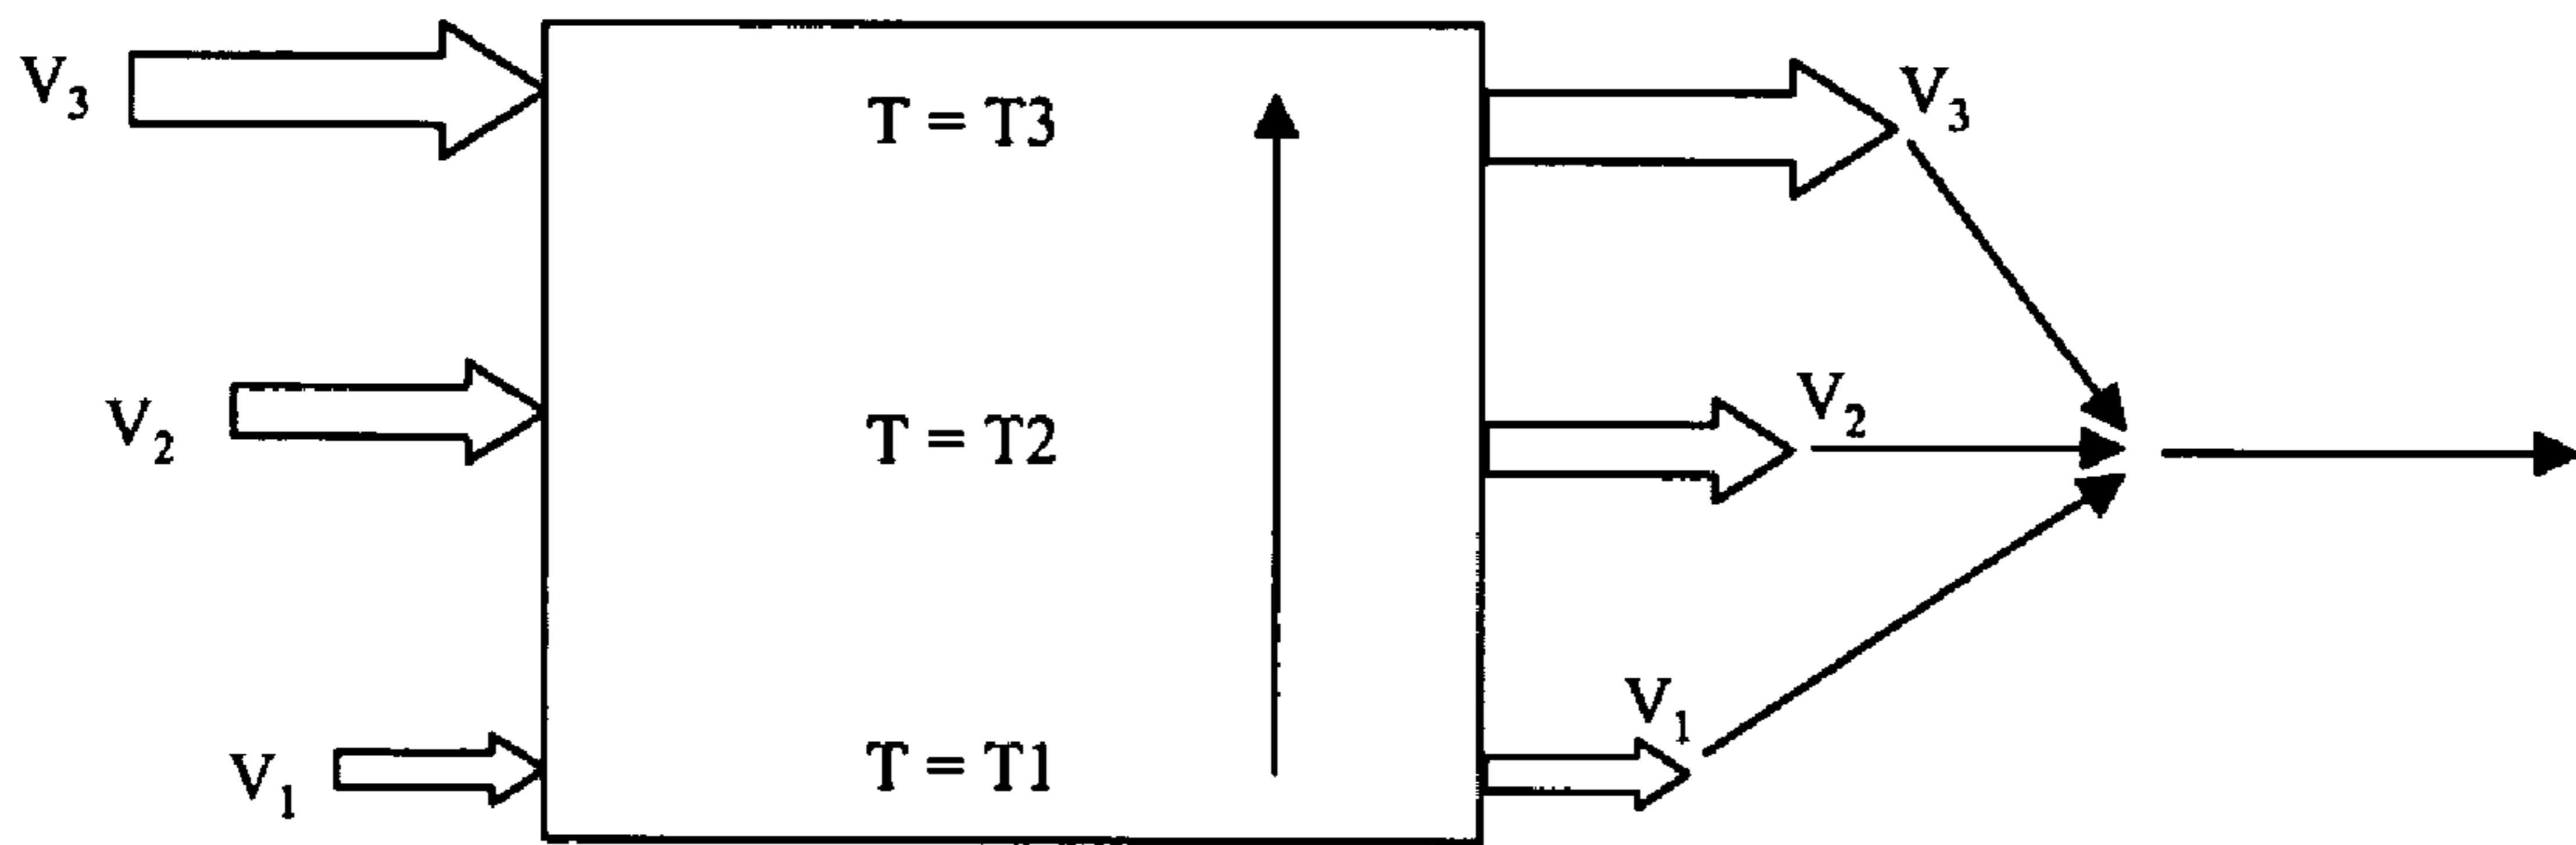 V₃
T = T3
V₃
V₂
T = T2
V₂
V₁
T = T1
V₁